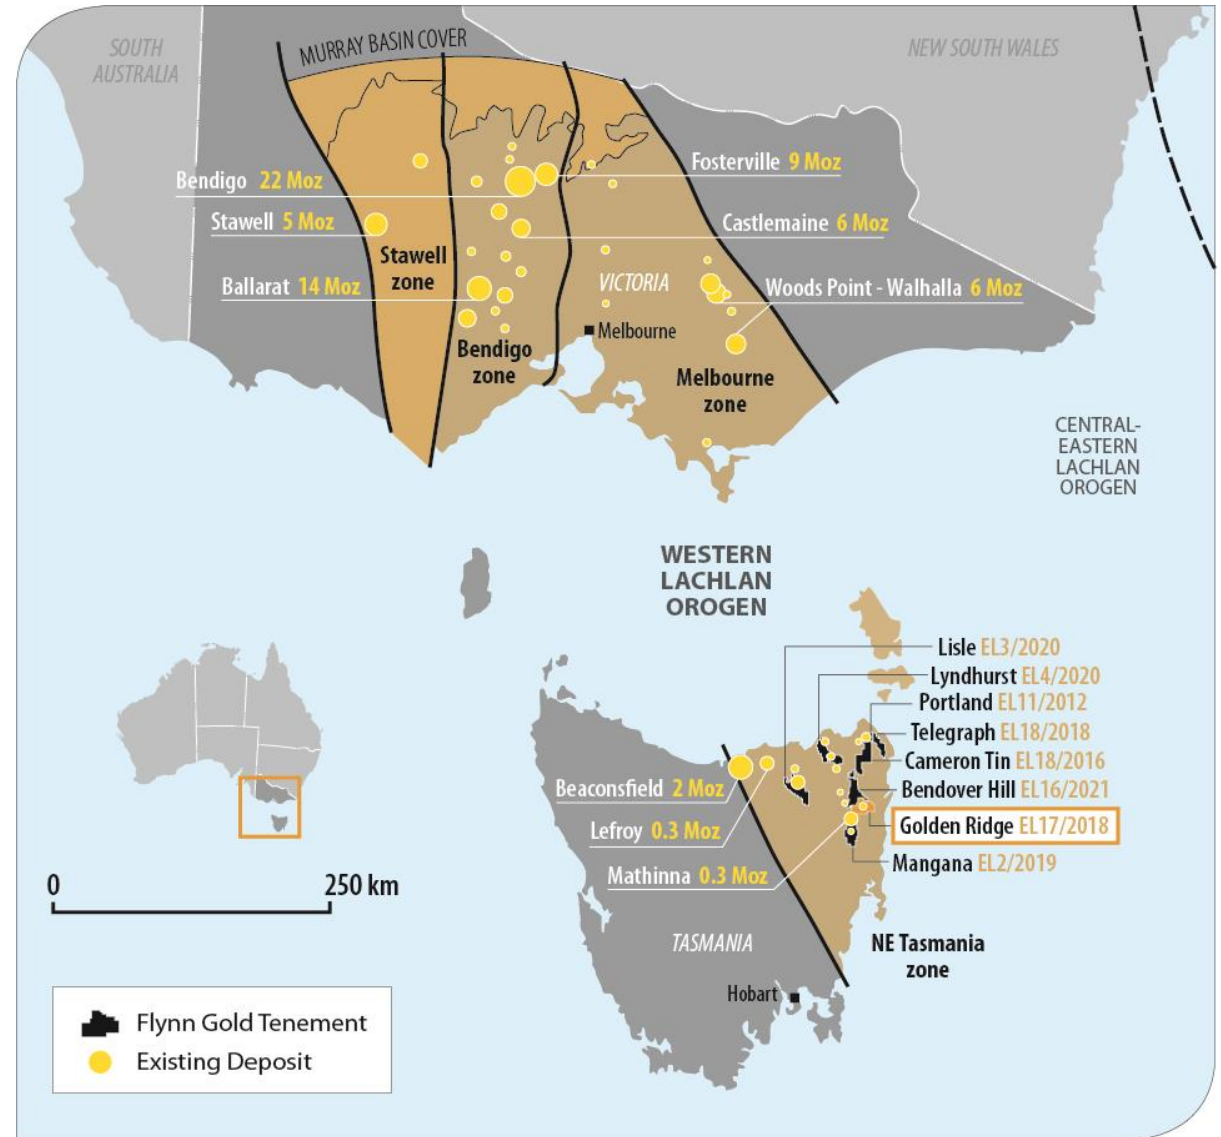 SOUTH
AUSTRALIA
MURRAY BASIN COVER
NEW SOUTH WALES
Fosterville 9 Moz
Bendigo 22 Moz
Stawell 5 Moz
Castlemaine 6 Moz
Stawell
zone
Ballarat 14 Moz
VICTORIA
Woods Point - Walhalla 6 Moz
Melbourne
Bendigo
zone
Melbourne
zone
CENTRAL-
EASTERN
LACHLAN
OROGEN
WESTERN
LACHLAN
OROGEN
Lisle EL3/2020
Lyndhurst EL4/2020
Portland EL11/2012
Telegraph EL18/2018
Cameron Tin EL18/2016
Bendover Hill EL16/2021
Golden Ridge EL17/2018
Mangana EL2/2019
Beaconsfield 2 Moz
Lefroy 0.3 Moz
Mathinna 0.3 Moz
0 250 km
TASMANIA
NE Tasmania
zone
Hobart
Flynn Gold Tenement
Existing Deposit